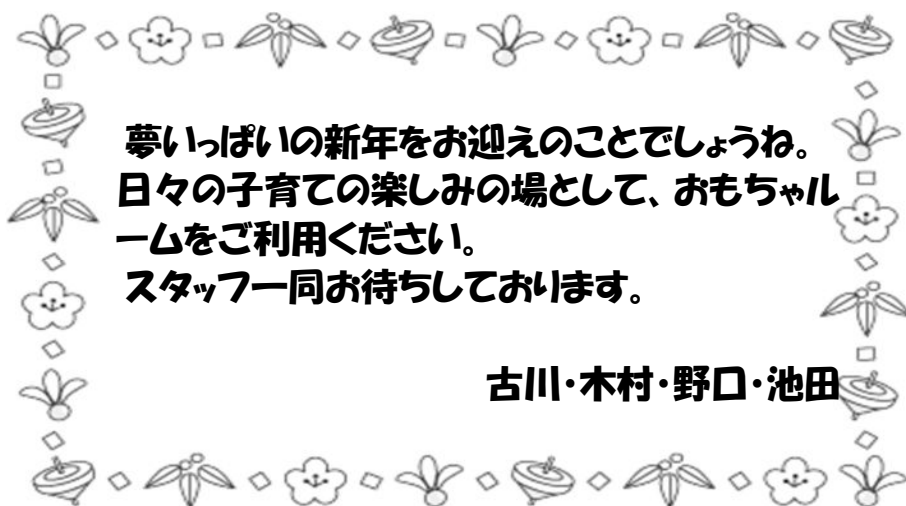 夢いっぱいの新年をお迎えのことでしょうね。
日々の子育ての楽しみの場として、おもちゃル
ームをご利用ください。
スタッフ一同お待ちしております。
古川・木村・野口・池田